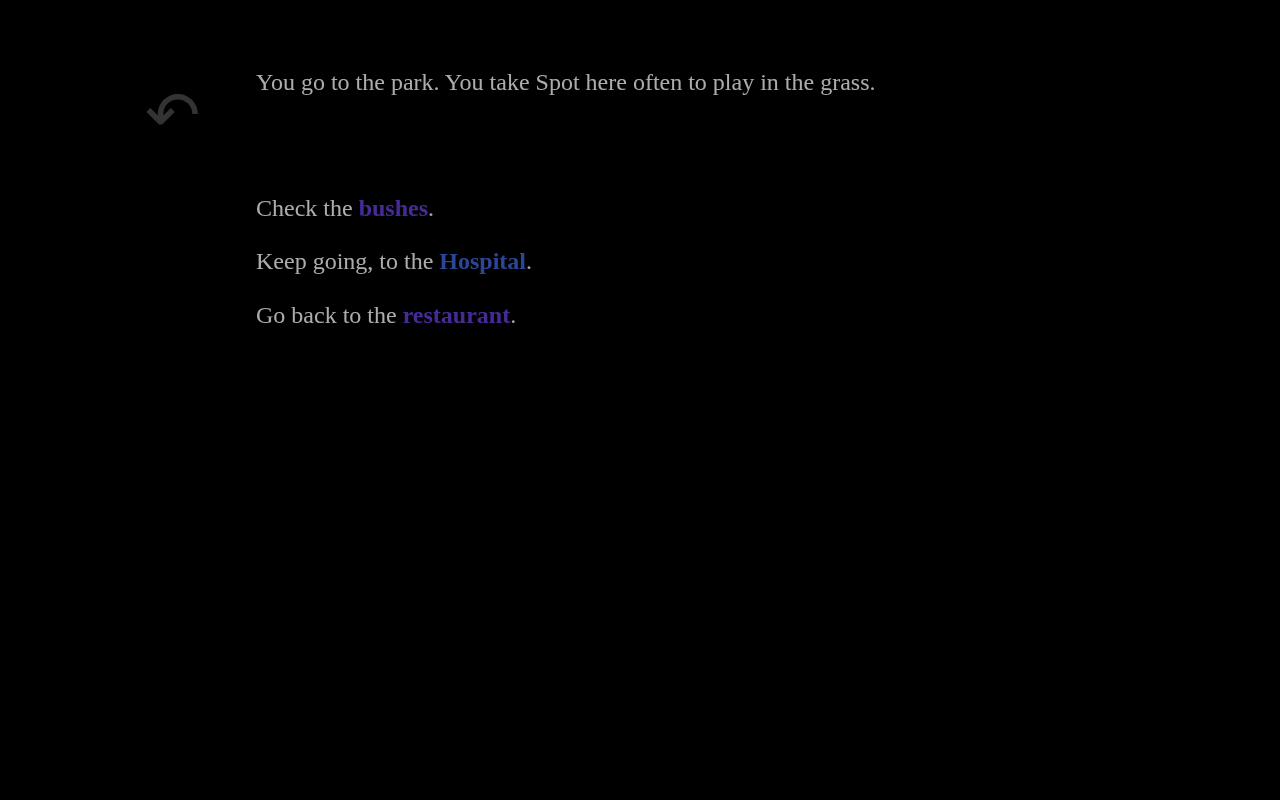 You go to the park. You take Spot here often to play in the grass.
Check the bushes.
Keep going, to the Hospital.
Go back to the restaurant.